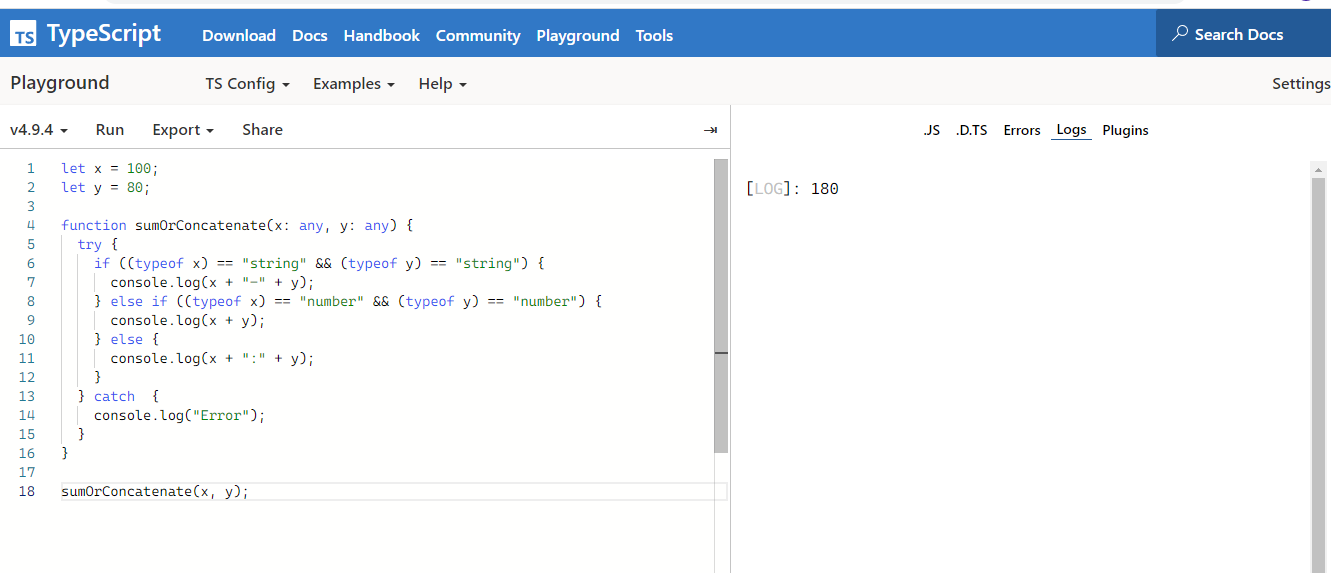 TS TypeScript Download Docs Handbook Community Playground Tools Search Docs
Playground TS Config Examples Help Settings
v4.9.4 Run Export Share .JS .D.TS Errors Logs Plugins
1 let x = 100;
2 let y = 80;
3
4 function sumOrConcatenate(x: any, y: any) {
5   try {
6     if ((typeof x) == "string" && (typeof y) == "string") {
7       console.log(x + "-" + y);
8     } else if ((typeof x) == "number" && (typeof y) == "number") {
9       console.log(x + y);
10     } else {
11       console.log(x + ":" + y);
12     }
13   } catch  {
14     console.log("Error");
15   }
16 }
17
18 sumOrConcatenate(x, y);
[LOG]: 180